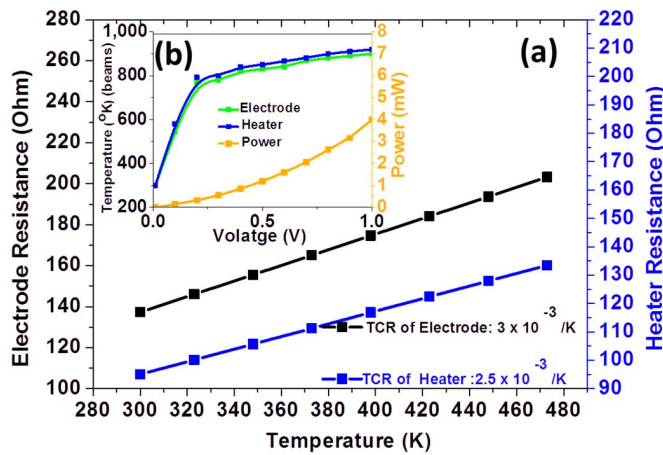 (b)
(a)
Electrode Resistance (Ohm)
280
260
240
220
200
180
160
140
120
100
Temperature (°K) (beams)
1,000
800
600
400
200
Electrode
Heater
Power
7
6
5
4
3
2
1
0
Power (mW)
0.0 0.5 1.0
Volatge (V)
220
210
200
190
180
170
160
150
140
130
120
110
100
90
Heater Resistance (Ohm)
TCR of Electrode: 3 x 10 -3 /K
TCR of Heater :2.5 x 10 -3 /K
280 300 320 340 360 380 400 420 440 460 480
Temperature (K)